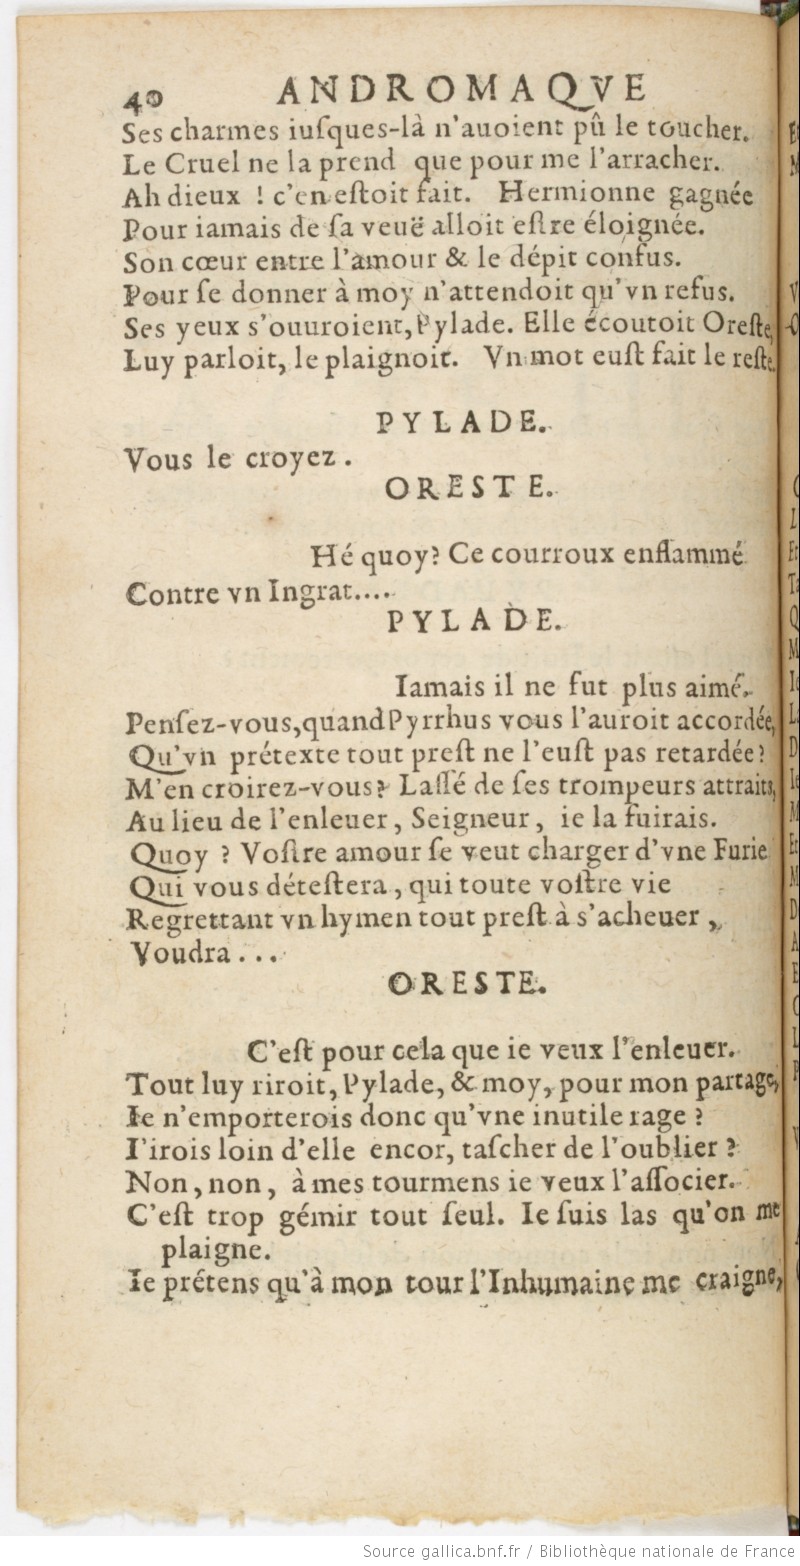 40 ANDROMAQVE
Ses charmes iuſques-là n'auoient pû le toucher.
Le Cruel ne la prend que pour me l'arracher.
Ah dieux ! c'en eſtoit fait. Hermionne gagnée
Pour iamais de ſa veuë alloit eſtre éloignée.
Son cœur entre l'amour & le dépit confus.
Pour ſe donner à moy n'attendoit qu'vn refus.
Ses yeux s'ouuroient, Pylade. Elle écoutoit Oreſte,
Luy parloit, le plaignoit. Vn mot euſt fait le reſte.
PYLADE.
Vous le croyez.
ORESTE.
Hé quoy? Ce courroux enflammé
Contre vn Ingrat....
PYLADE.
Iamais il ne fut plus aimé.
Penſez-vous, quand Pyrrhus vous l'auroit accordée,
Qu'vn prétexte tout preſt ne l'euſt pas retardée?
M'en croirez-vous? Laſſé de ſes trompeurs attraits,
Au lieu de l'enleuer, Seigneur, ie la fuirais.
Quoy ? Voſtre amour ſe veut charger d'vne Furie
Qui vous déteſtera, qui toute voſtre vie
Regrettant vn hymen tout preſt à s'acheuer,
Voudra...
ORESTE.
C'eſt pour cela que ie veux l'enleuer.
Tout luy riroit, Pylade, & moy, pour mon partage,
Ie n'emporterois donc qu'vne inutile rage ?
I'irois loin d'elle encor, taſcher de l'oublier ?
Non, non, à mes tourmens ie veux l'aſſocier.
C'eſt trop gémir tout ſeul. Ie ſuis las qu'on me
plaigne.
Ie prétens qu'à mon tour l'Inhumaine me craigne,
Source gallica.bnf.fr / Bibliothèque nationale de France